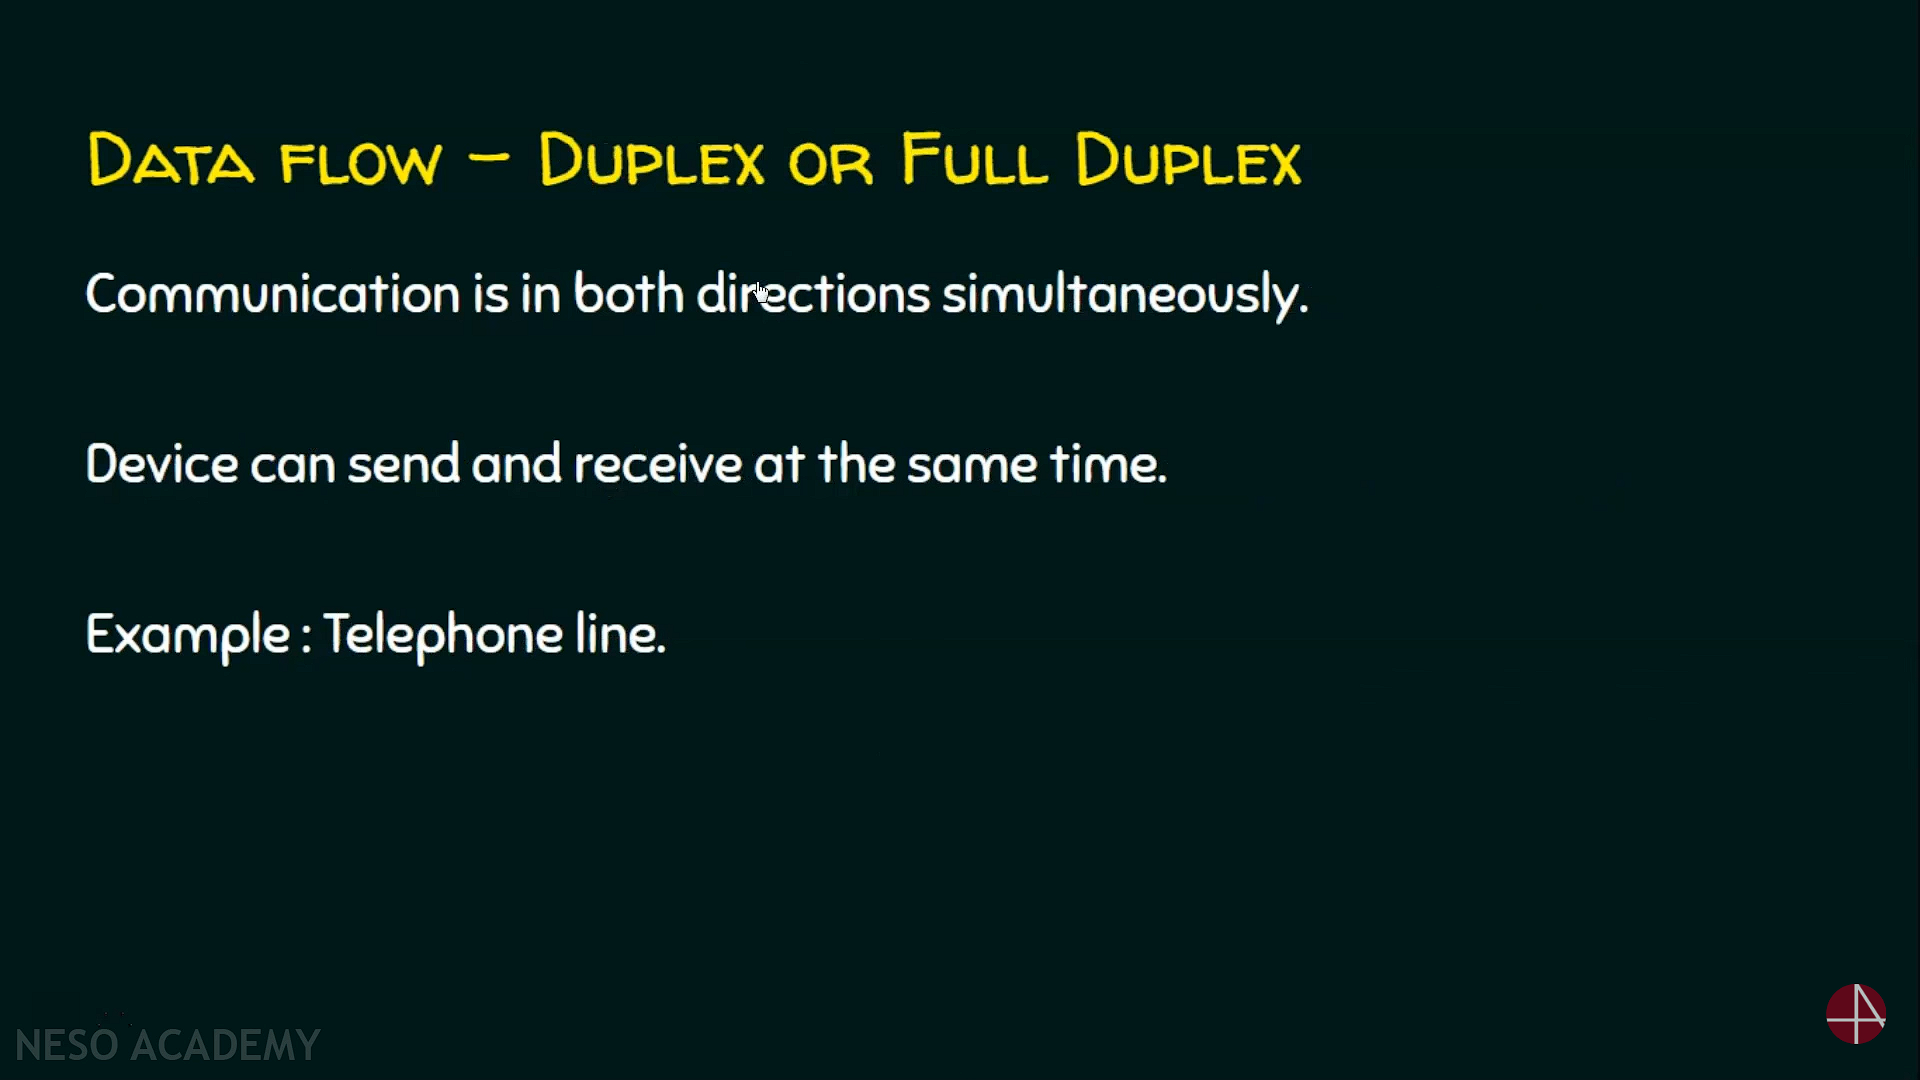 Data flow – Duplex or Full Duplex
Communication is in both directions simultaneously.
Device can send and receive at the same time.
Example : Telephone line.
NESO ACADEMY